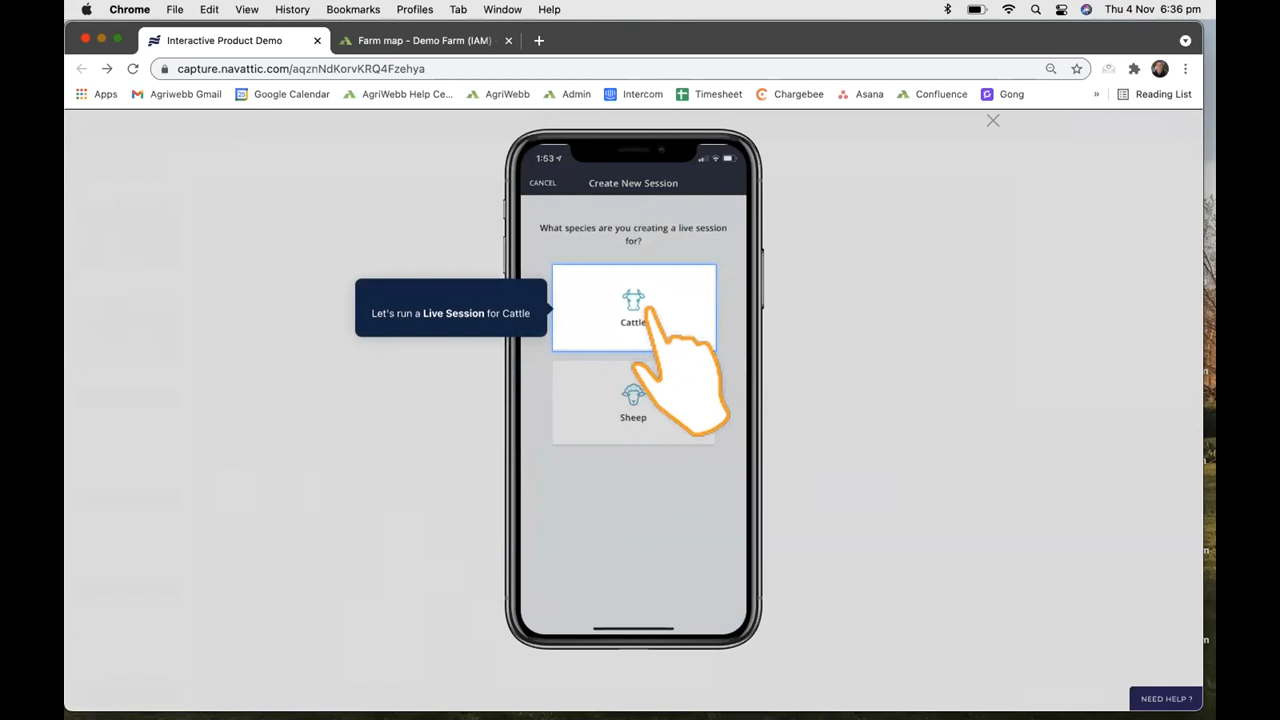 Chrome File Edit View History Bookmarks Profiles Tab Window Help Thu 4 Nov 6:36 pm
Interactive Product Demo Farm map - Demo Farm (IAM)
capture.navattic.com/aqznNdKorvKRQ4Fzehya
Apps Agriwebb Gmail Google Calendar AgriWebb Help Ce... AgriWebb Admin Intercom Timesheet Chargebee Asana Confluence Gong » Reading List
1:53
CANCEL Create New Session
What species are you creating a live session
for?
Let's run a Live Session for Cattle
Cattle
Sheep
NEED HELP ?